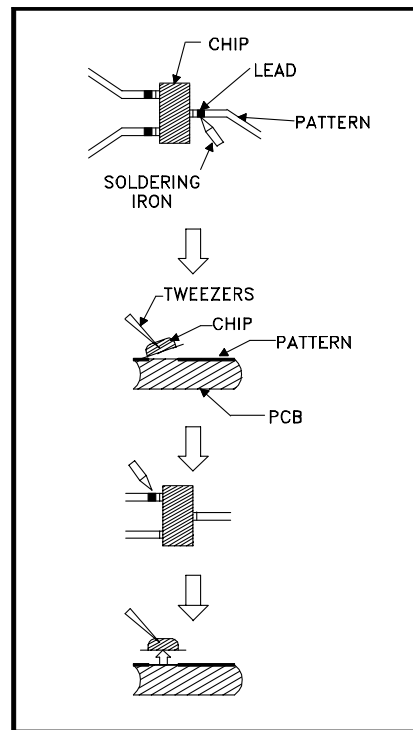 CHIP
LEAD
PATTERN
SOLDERING
IRON
TWEEZERS
CHIP
PATTERN
PCB